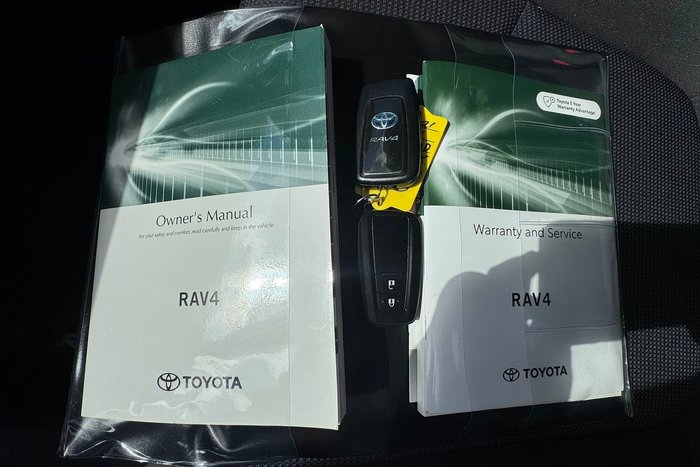 Owner's Manual
For your safety and comfort, read carefully and keep in the vehicle
RAV4
TOYOTA
RAV4
Toyota 5 Year
Warranty Advantage
Warranty and Service
RAV4
TOYOTA